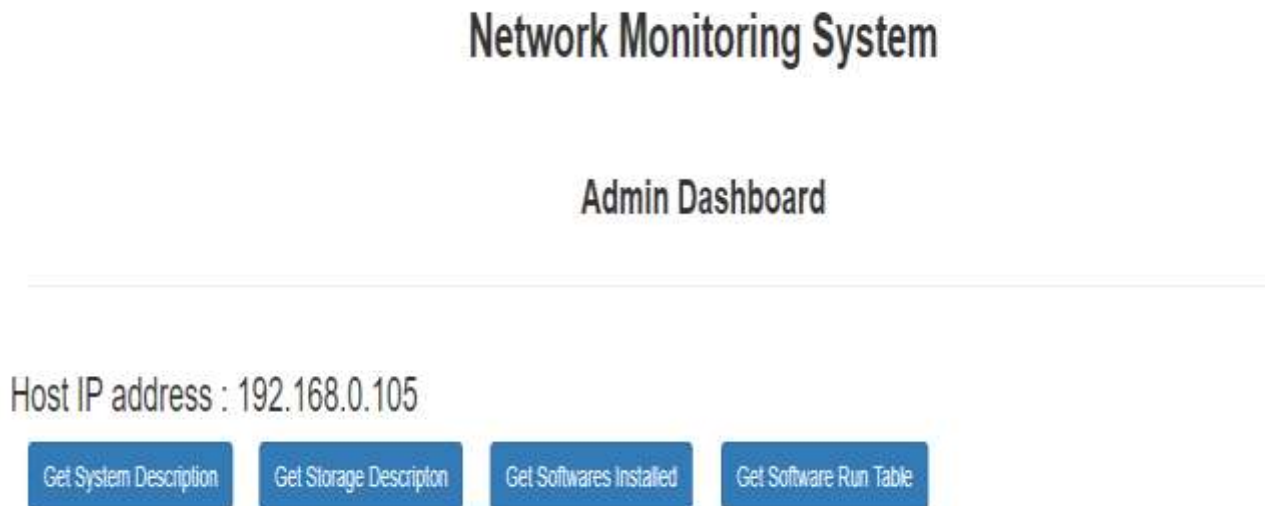 Network Monitoring System
Admin Dashboard
Host IP address : 192.168.0.105
Get System Description Get Storage Descripton Get Softwares Installed Get Software Run Table